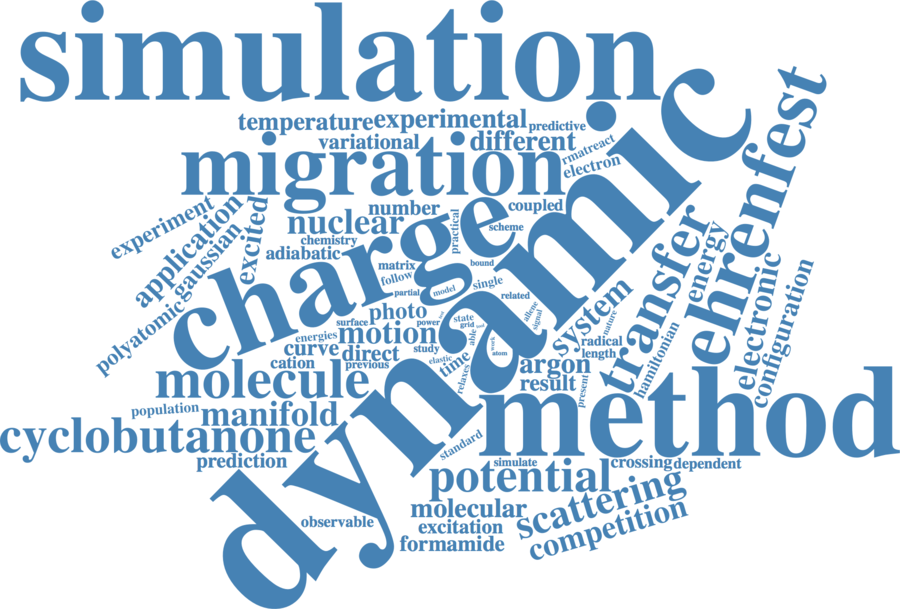 simulation
dynamic
temperature
experimental
predictive
variational
different
rmatreact
electron
migration
ehrenfest
experiment
application
gaussian
excited
polyatomic
number
coupled
nuclear
practical
scheme
chemistry
adiabatic
charge
matrix
bound
follow
partial
model
single
related
transfer
energy
electronic
configuration
hamiltonian
system
nature
allene
signal
photo
surface
power
state
grid
energies
motion
able
study
curve
direct
cation
previous
elastic
time
relaxes
work
atom
radical
length
argon
result
present
molecule
population
manifold
cyclobutanone
prediction
method
standard
simulate
crossing
dependent
potential
scattering
competition
molecular
excitation
formamide
observable